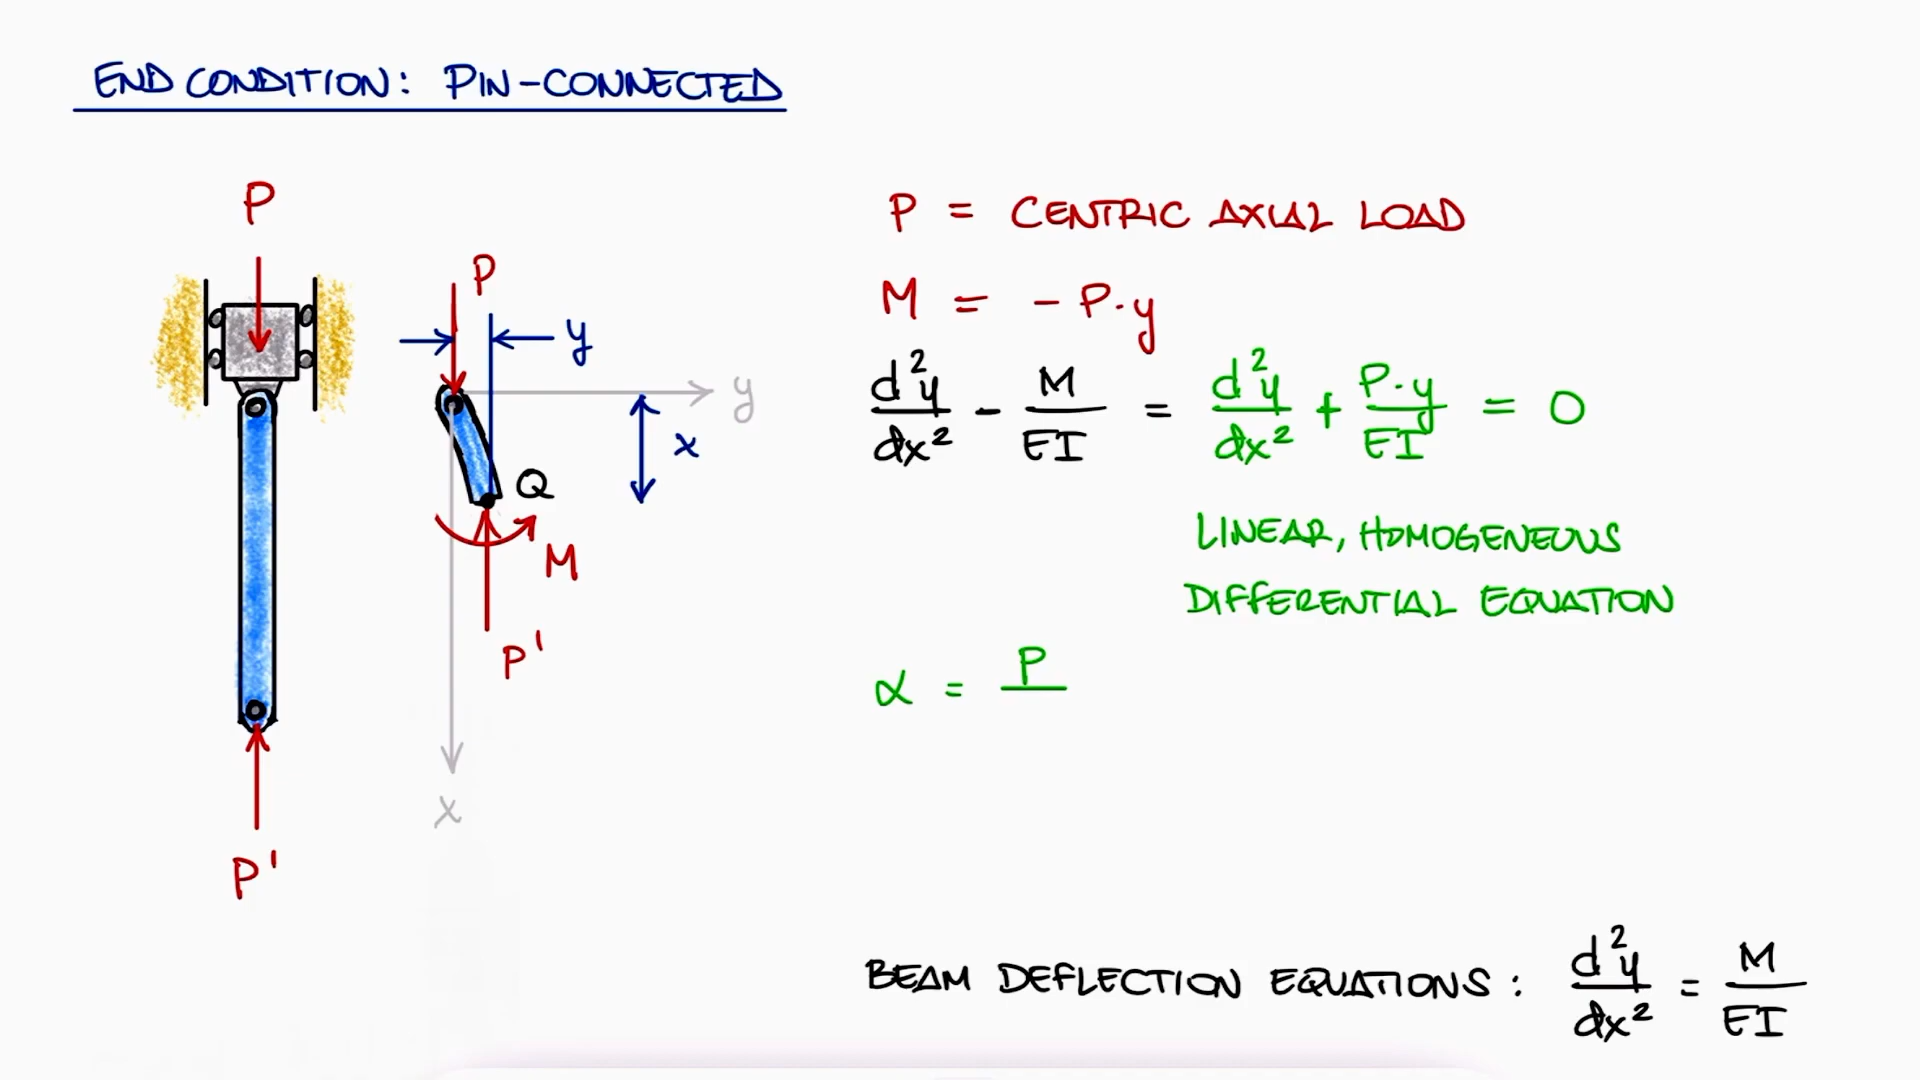 END CONDITION: PIN-CONNECTED
P
P
y
y
x
Q
M
P'
x
P'
P = CENTRIC AXIAL LOAD
M = - P·y
d²y/dx² - M/EI = d²y/dx² + P·y/EI = 0
LINEAR, HOMOGENEOUS
DIFFERENTIAL EQUATION
α = P
BEAM DEFLECTION EQUATIONS: d²y/dx² = M/EI